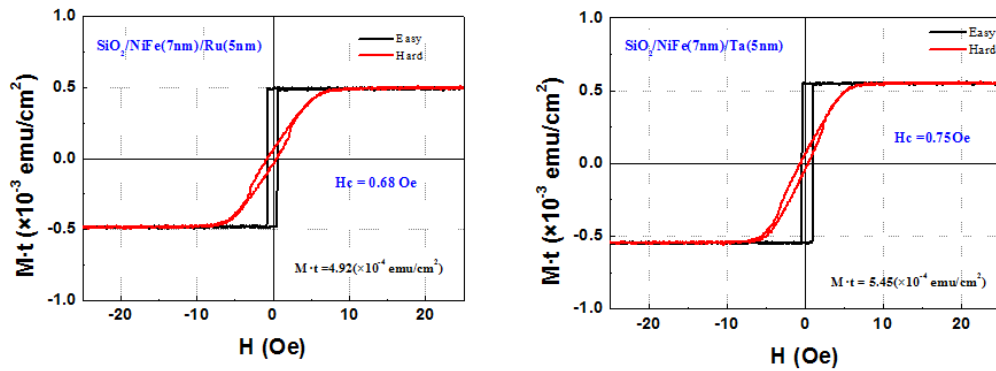 SiO₂/NiFe(7nm)/Ru(5nm)
Easy
Hard
Hc = 0.68 Oe
M·t =4.92(×10⁻⁴ emu/cm²)
M·t (×10⁻³ emu/cm²)
1.0
0.5
0.0
-0.5
-1.0
-20
-10
0
10
20
H (Oe)
SiO₂/NiFe(7nm)/Ta(5nm)
Easy
Hard
Hc =0.75Oe
M·t = 5.45(×10⁻⁴ emu/cm²)
M·t (×10⁻³ emu/cm²)
1.0
0.5
0.0
-0.5
-1.0
-20
-10
0
10
20
H (Oe)